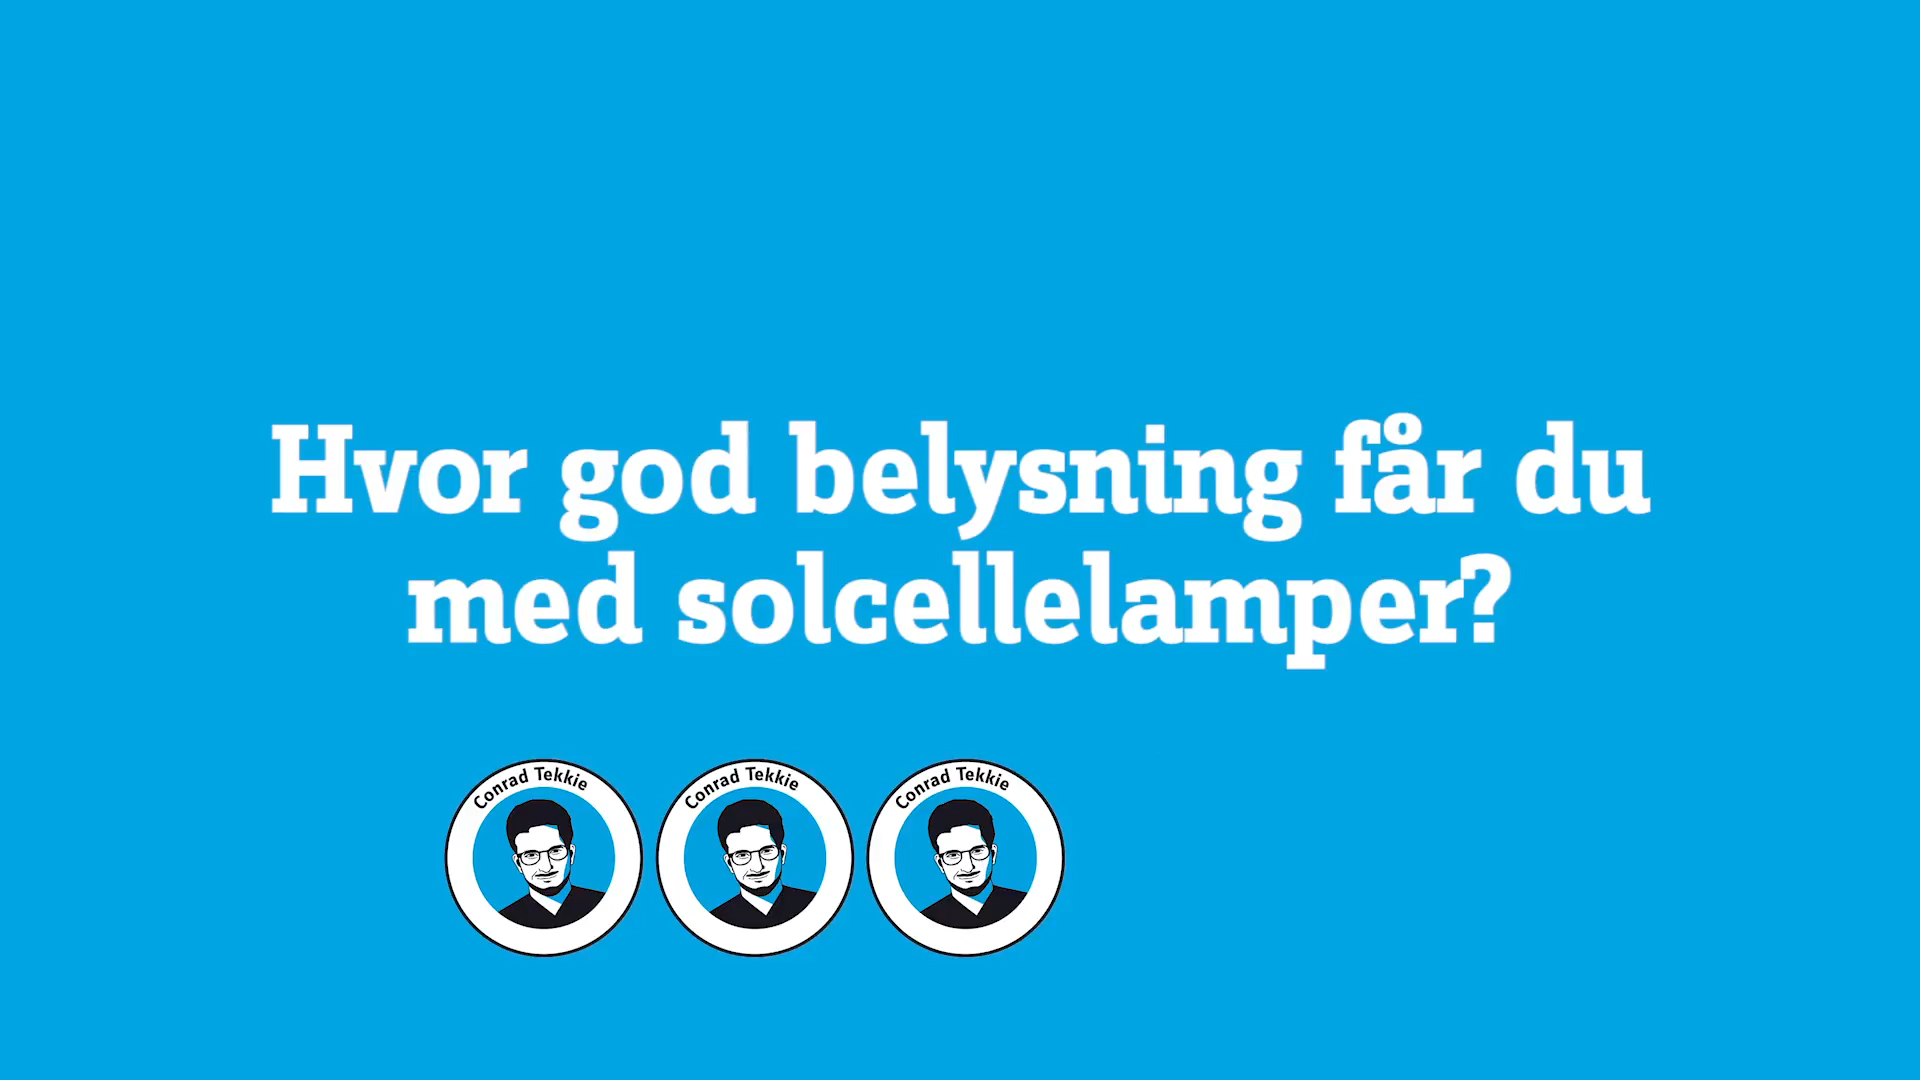 Hvor god belysning får du
med solcellelamper?
Conrad Tekkie
Conrad Tekkie
Conrad Tekkie